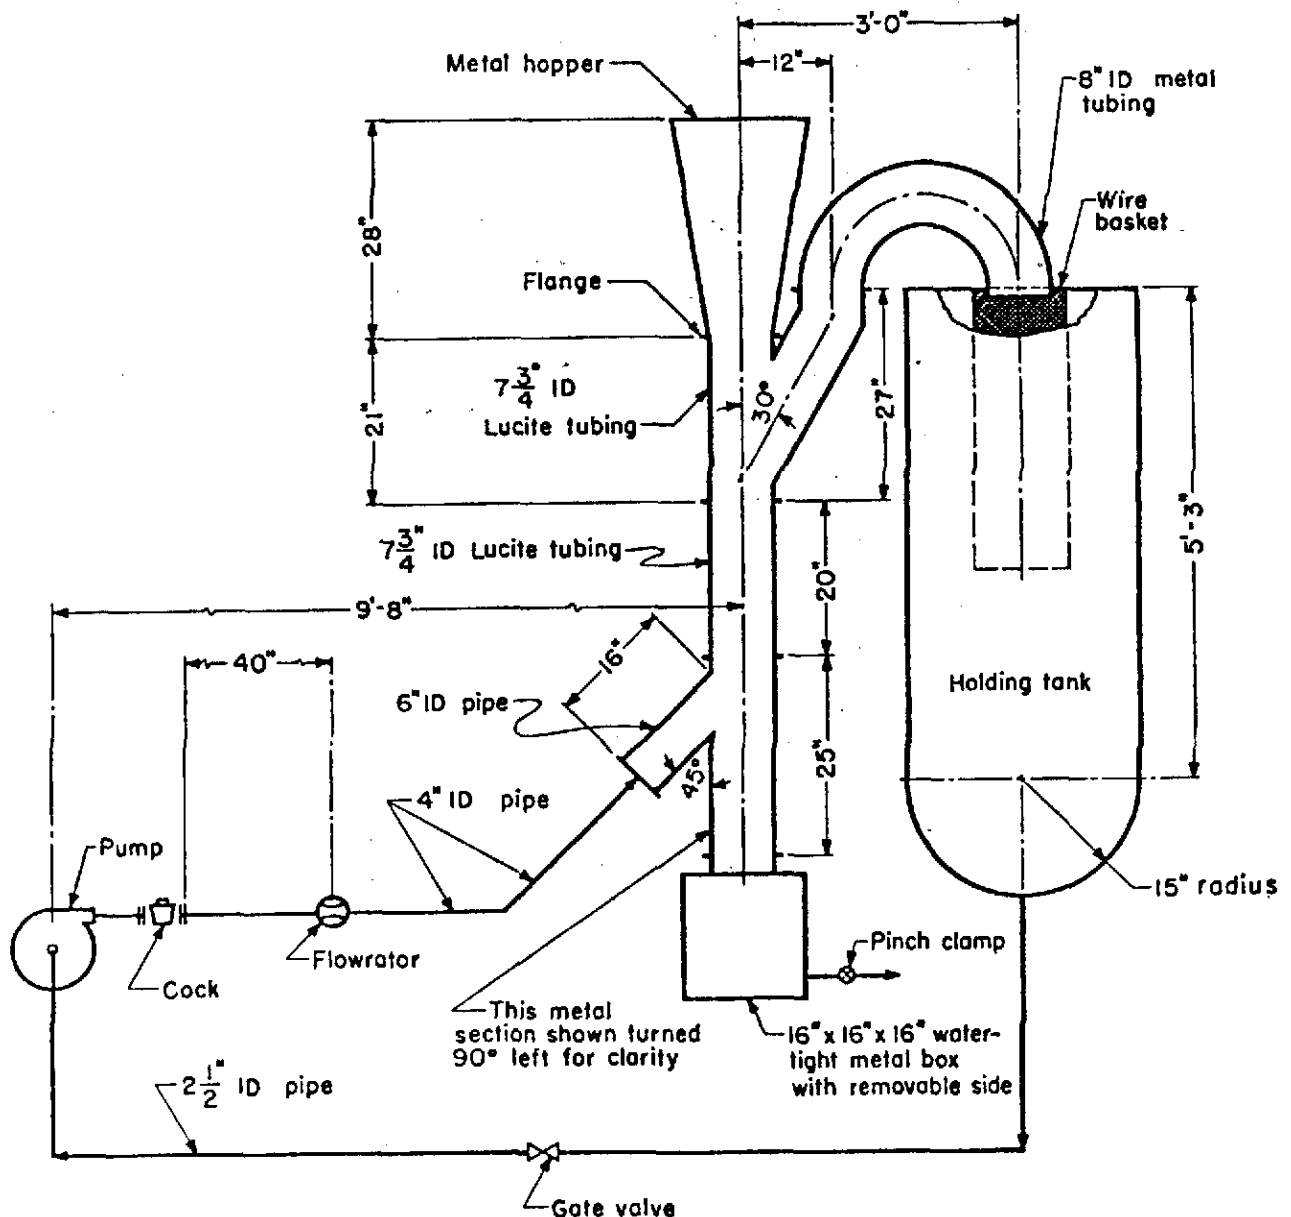 3'-0"
12"
Metal hopper
8" ID metal
tubing
Wire
basket
28"
Flange
7 3/4" ID
Lucite tubing
21"
30°
27"
5'-3"
7 3/4" ID Lucite tubing
20"
9'-8"
16"
40"
6" ID pipe
Holding tank
25"
45°
4" ID pipe
Pump
15" radius
Flowrator
Pinch clamp
Cock
This metal
section shown turned
90° left for clarity
16" x 16" x 16" water-
tight metal box
with removable side
2 1/2" ID pipe
Gate valve